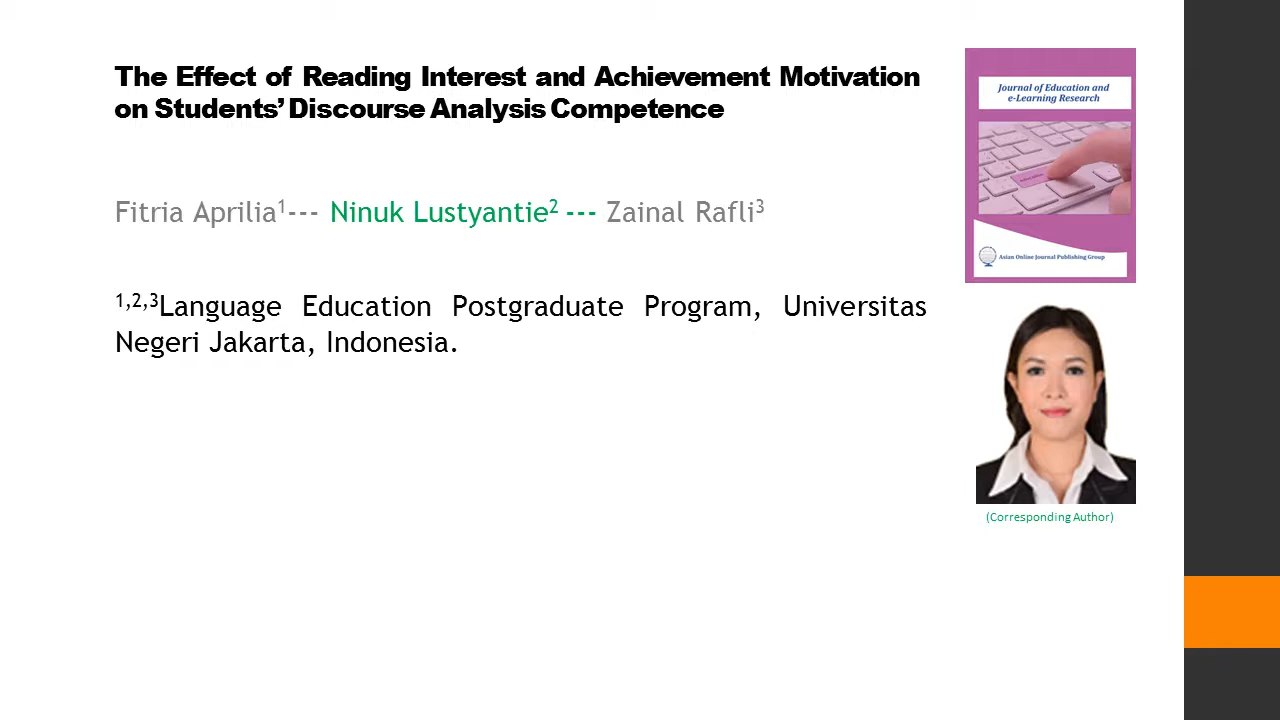 The Effect of Reading Interest and Achievement Motivation
on Students’ Discourse Analysis Competence
Fitria Aprilia1--- Ninuk Lustyantie2 --- Zainal Rafli3
1,2,3Language Education Postgraduate Program, Universitas
Negeri Jakarta, Indonesia.
Journal of Education and
e-Learning Research
Asian Online Journal Publishing Group
(Corresponding Author)